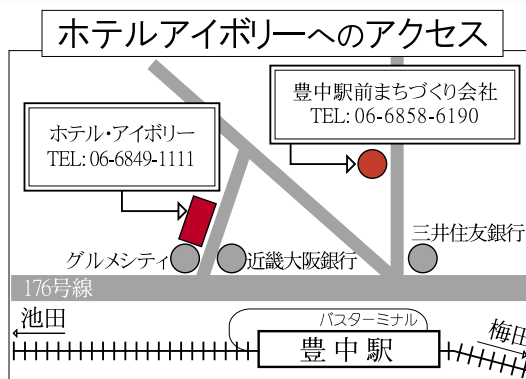 ホテルアイボリーへのアクセス
豊中駅前まちづくり会社
TEL: 06-6858-6190
ホテル・アイボリー
TEL: 06-6849-1111
三井住友銀行
グルメシティ
近畿大阪銀行
176号線
池田
バスターミナル
梅田
豊中駅